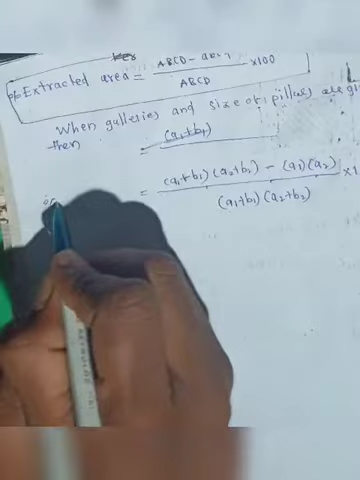 % Extracted area = ABCD - abcd / ABCD ×100
When galleries and size of pillars are gi
then = (a₁+b₁)
= (a₁+b₁) (a₂+b₂) - (a₁) (a₂) / (a₁+b₁) (a₂+b₂) ×1